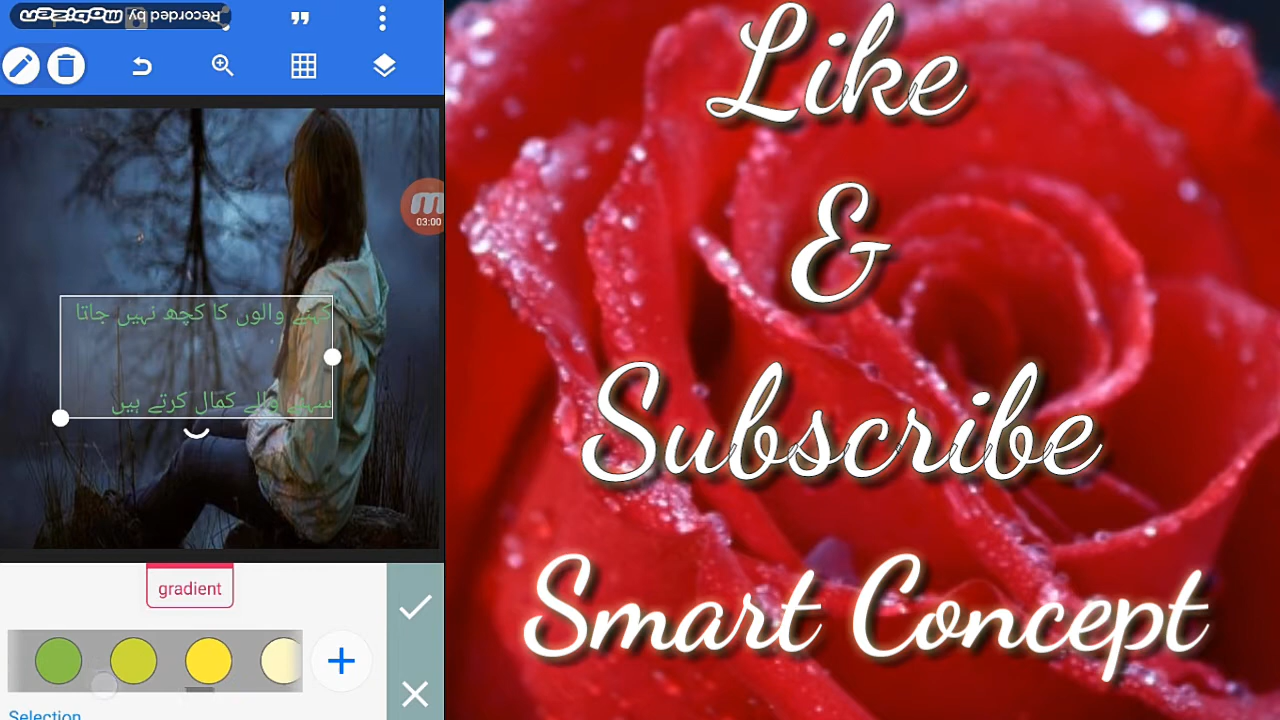 Recorded by mobizen
03:00
کہنے والوں کا کچھ نہیں جاتا
سہنے والے کمال کرتے ہیں
gradient
Selection
Like
&
Subscribe
Smart Concept